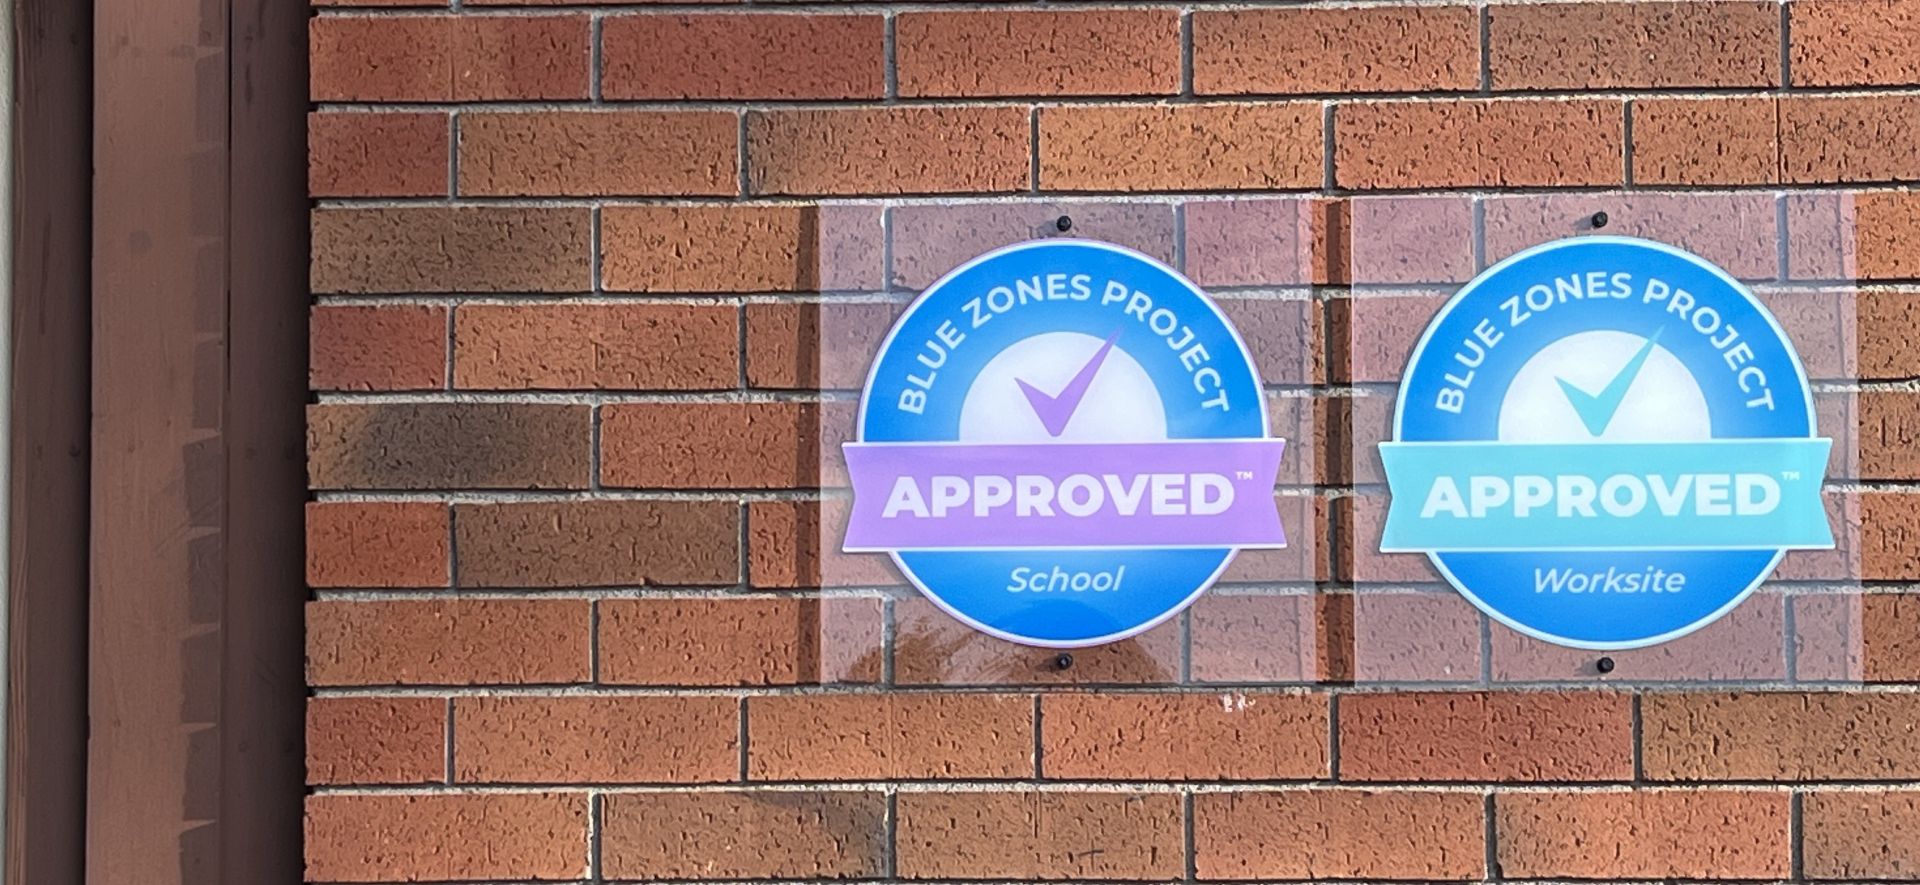 BLUE ZONES PROJECT
APPROVED™
School
BLUE ZONES PROJECT
APPROVED™
Worksite